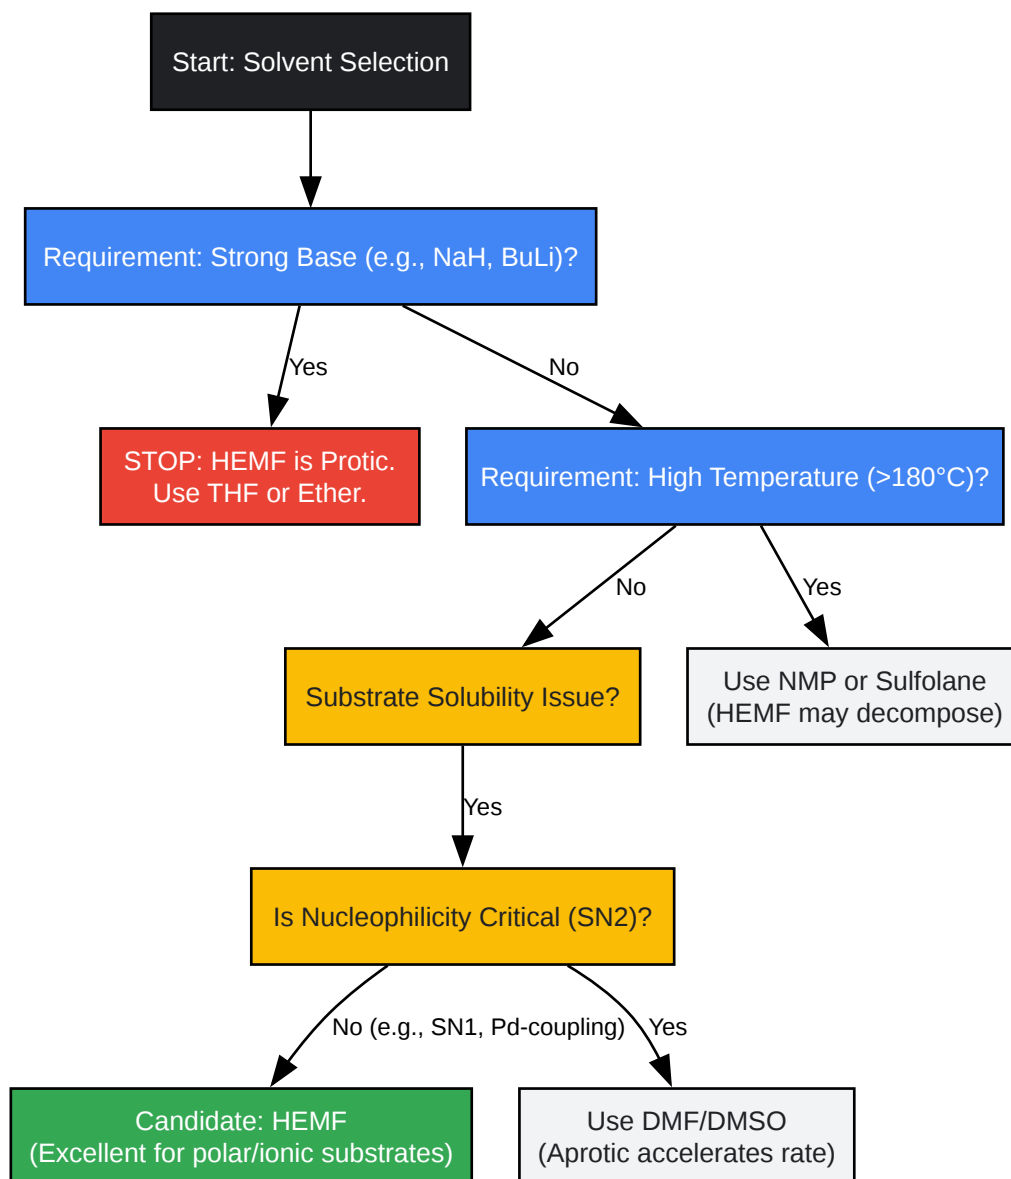 Start: Solvent Selection
Requirement: Strong Base (e.g., NaH, BuLi)?
Yes
No
STOP: HEMF is Protic.
Use THF or Ether.
Requirement: High Temperature (>180°C)?
No
Yes
Substrate Solubility Issue?
Use NMP or Sulfolane
(HEMF may decompose)
Yes
Is Nucleophilicity Critical (SN2)?
No (e.g., SN1, Pd-coupling)
Yes
Candidate: HEMF
(Excellent for polar/ionic substrates)
Use DMF/DMSO
(Aprotic accelerates rate)